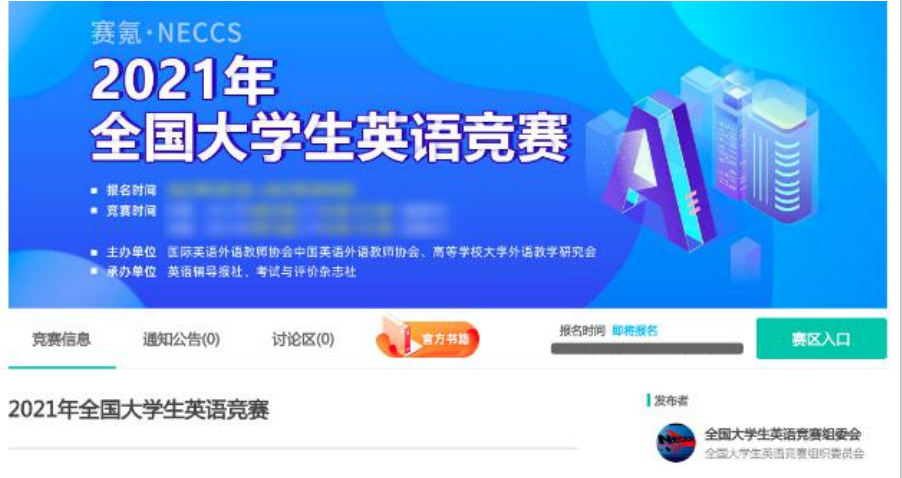 赛氪·NECCS
2021年
全国大学生英语竞赛
报名时间
竞赛时间
主办单位 国际英语外语教师协会中国英语外语教师协会、高等学校大学外语教学研究会
承办单位 英语辅导报社、考试与评价杂志社
竞赛信息 通知公告(0) 讨论区(0) 官方书籍 报名时间 即将报名 赛区入口
2021年全国大学生英语竞赛
发布者
NECCS
全国大学生英语竞赛组委会
全国大学生英语竞赛组织委员会